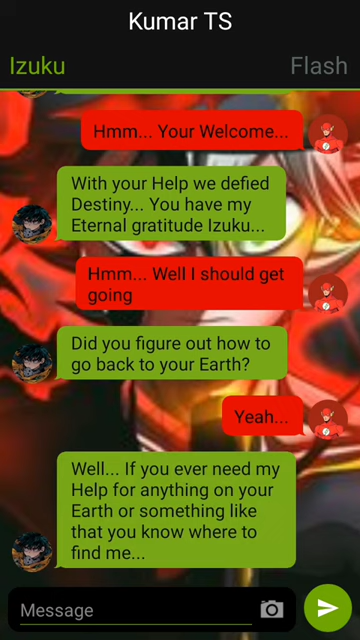 Kumar TS
Izuku
Flash
Hmm... Your Welcome...
With your Help we defied
Destiny... You have my
Eternal gratitude Izuku...
Hmm... Well I should get
going
Did you figure out how to
go back to your Earth?
Yeah...
Well... If you ever need my
Help for anything on your
Earth or something like
that you know where to
find me...
Message